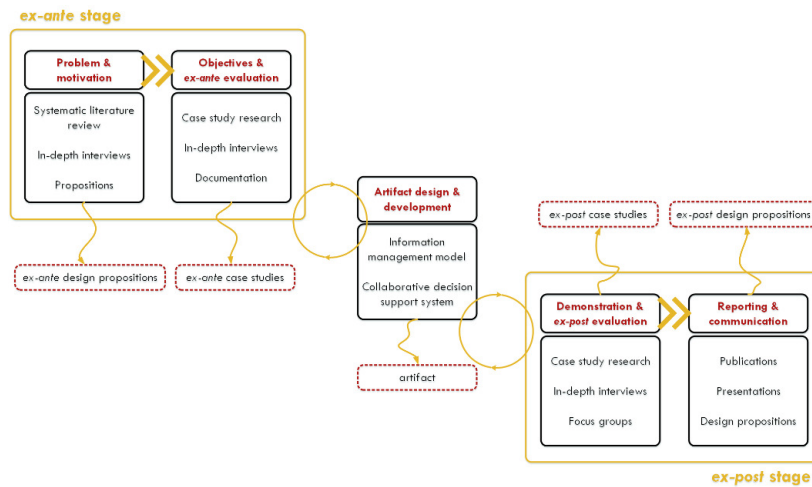 ex-ante stage
Problem &
motivation
Systematic literature
review
In-depth interviews
Propositions
Objectives &
ex-ante evaluation
Case study research
In-depth interviews
Documentation
ex-ante design propositions
ex-ante case studies
Artifact design &
development
Information
management model
Collaborative decision
support system
artifact
ex-post case studies
ex-post design propositions
Demonstration &
ex-post evaluation
Case study research
In-depth interviews
Focus groups
Reporting &
communication
Publications
Presentations
Design propositions
ex-post stage